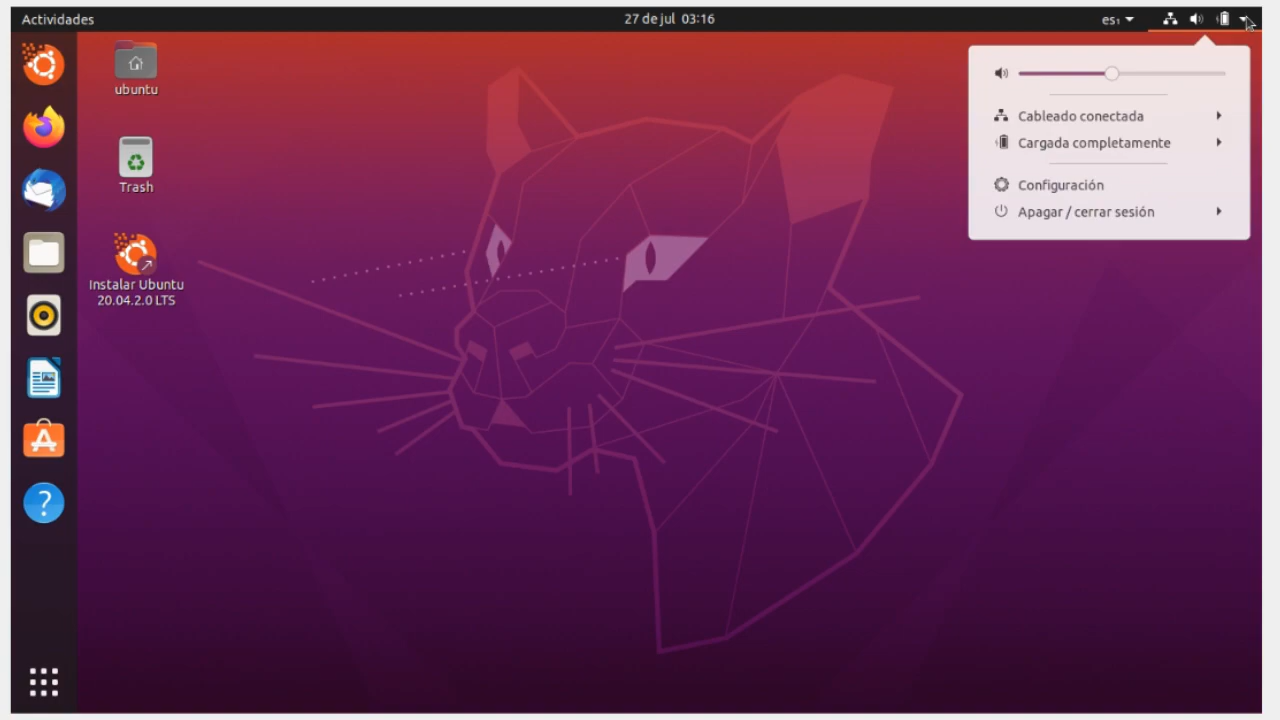 Actividades
27 de jul 03:16
es₁
ubuntu
Trash
Instalar Ubuntu
20.04.2.0 LTS
Cableado conectada
Cargada completamente
Configuración
Apagar / cerrar sesión